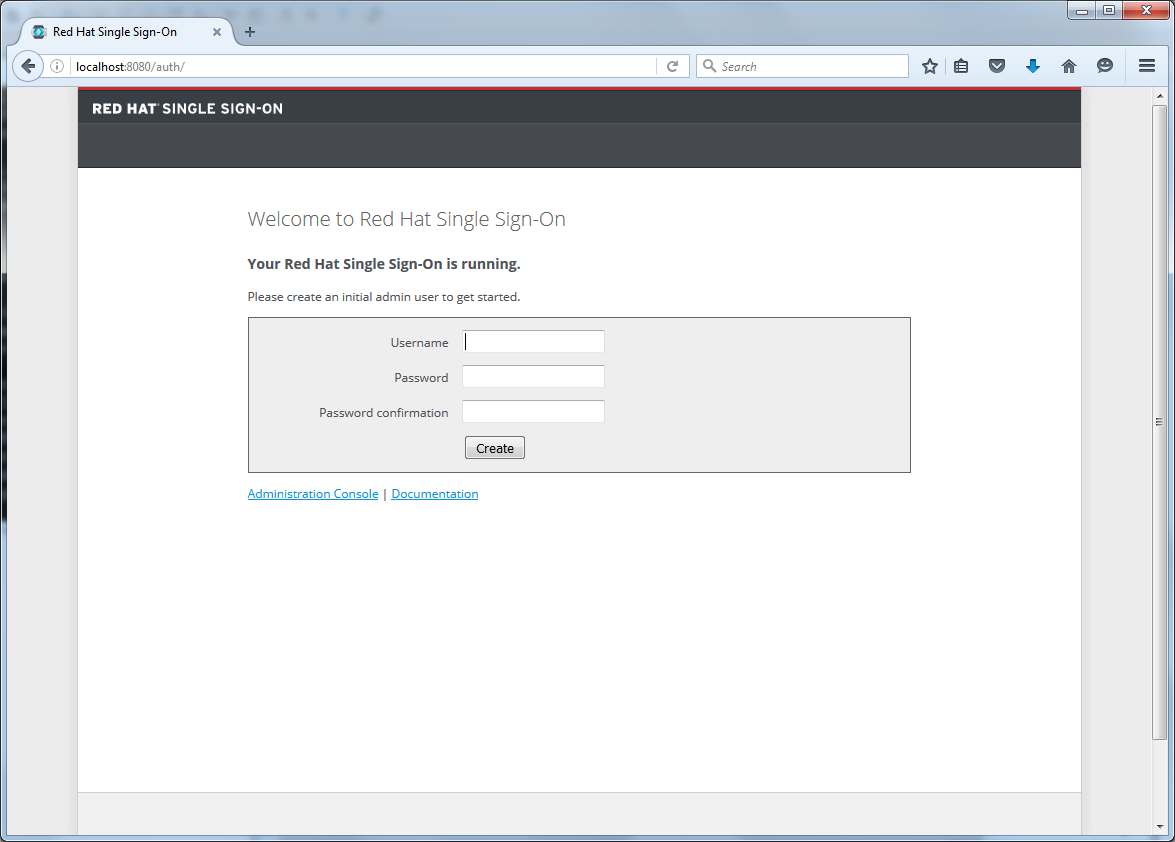 Red Hat Single Sign-On
localhost:8080/auth/
Search
RED HAT SINGLE SIGN-ON
Welcome to Red Hat Single Sign-On
Your Red Hat Single Sign-On is running.
Please create an initial admin user to get started.
Username
Password
Password confirmation
Create
Administration Console | Documentation